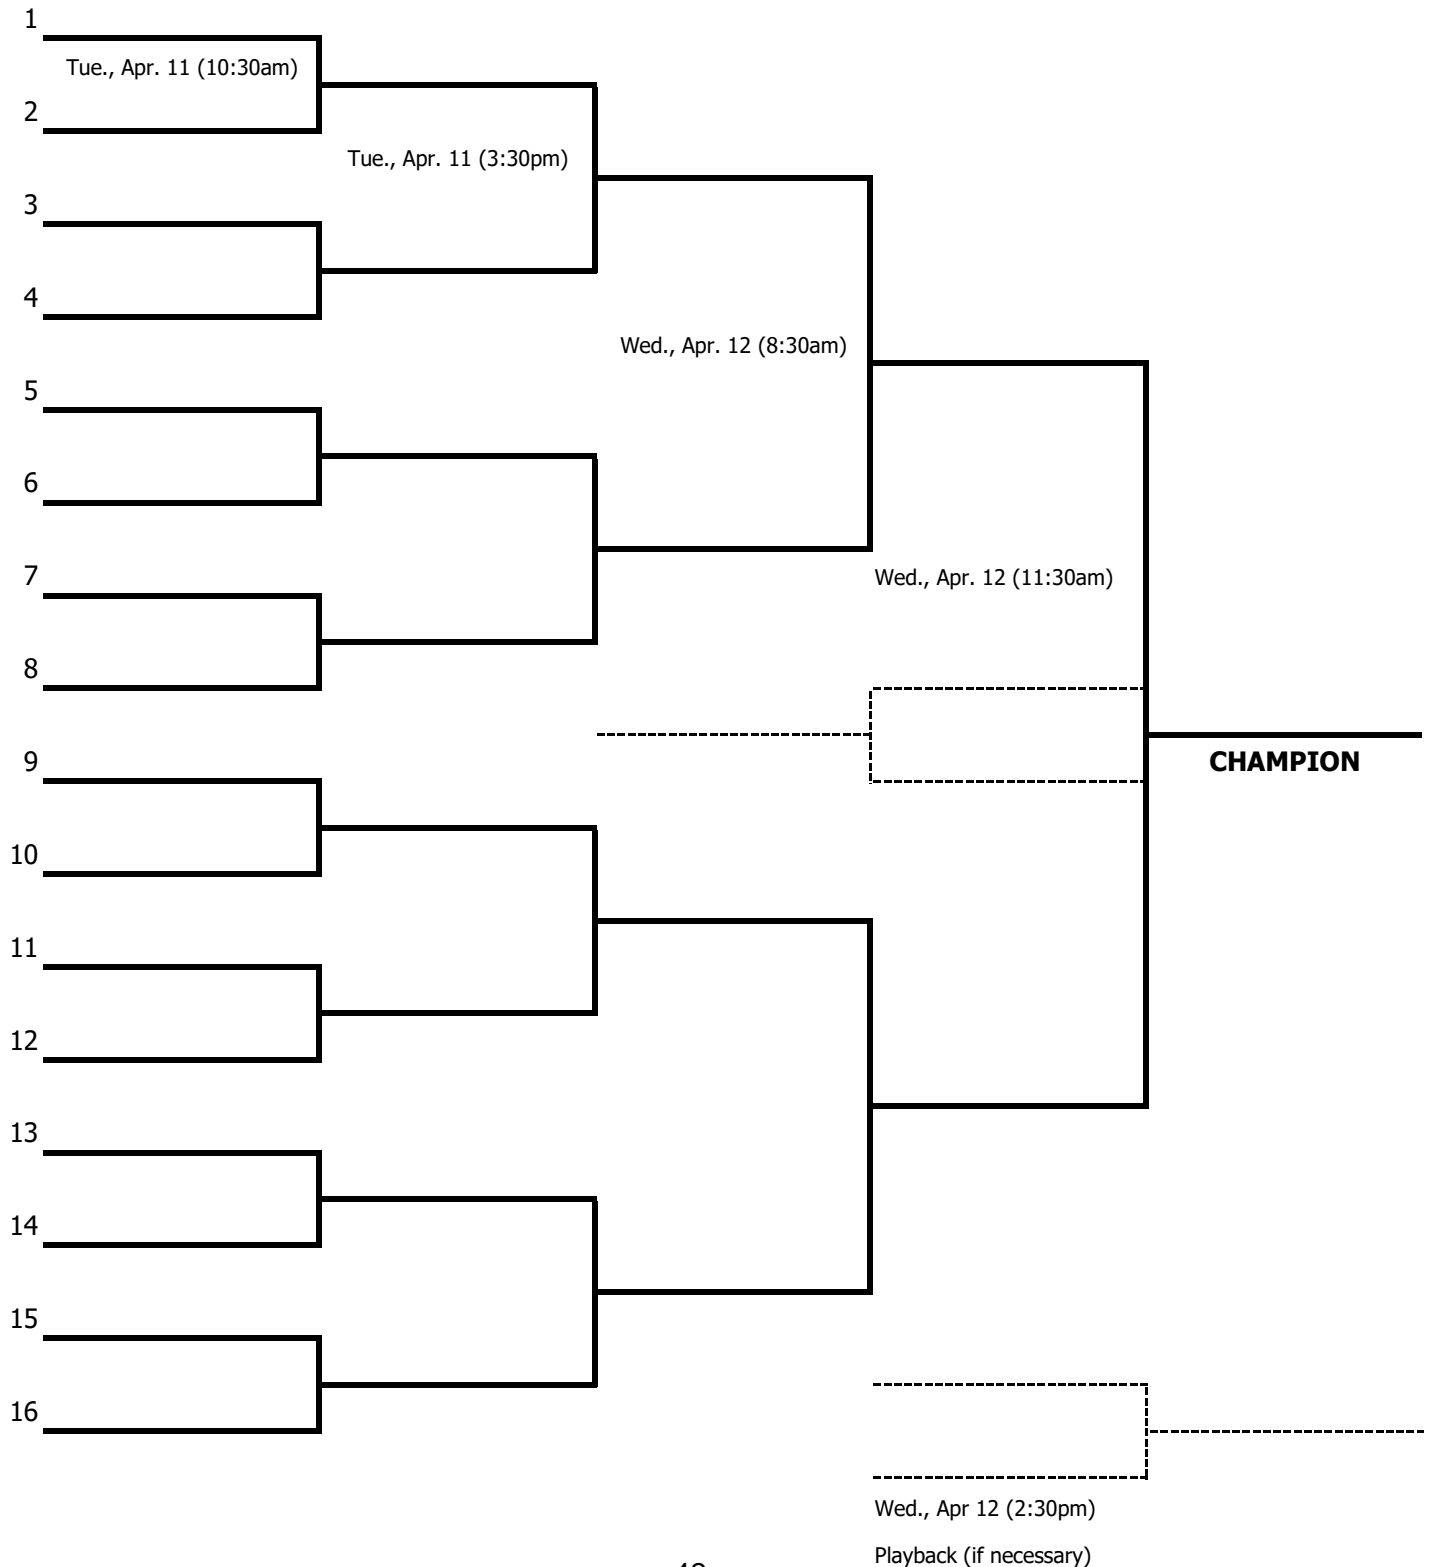 1
Tue., Apr. 11 (10:30am)
2
Tue., Apr. 11 (3:30pm)
3
4
Wed., Apr. 12 (8:30am)
5
6
7
Wed., Apr. 12 (11:30am)
8
9
CHAMPION
10
11
12
13
14
15
16
Wed., Apr 12 (2:30pm)
Playback (if necessary)